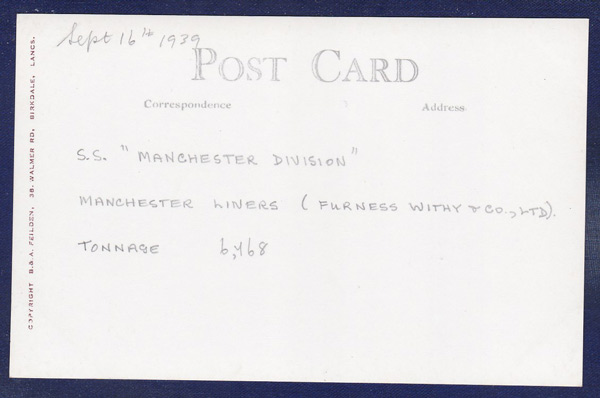 Sept 16th 1939
POST CARD
Correspondence Address
S.S. "MANCHESTER DIVISION"
MANCHESTER LINERS (FURNESS WITHY & CO., LTD).
TONNAGE 6,468
COPYRIGHT B. & A. FEILDEN, 38, WALMER RD, BIRKDALE, LANCS.